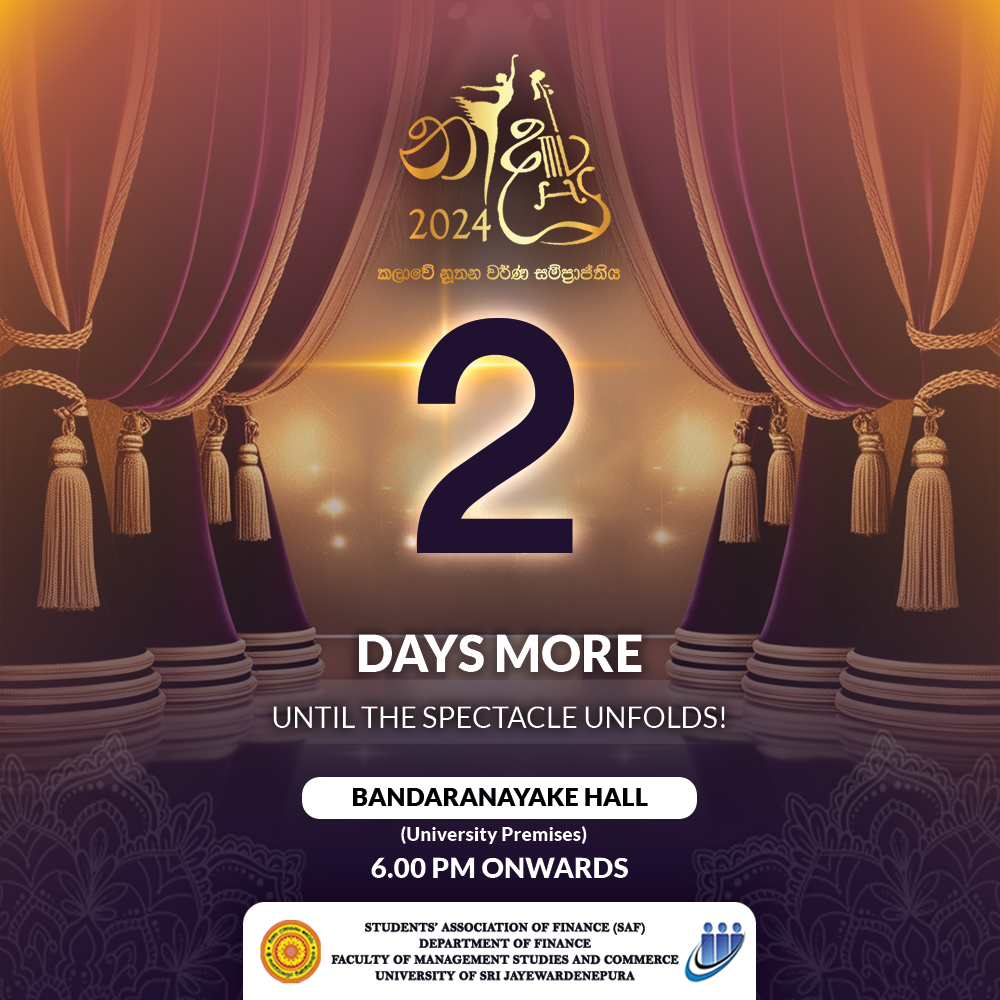 2024
කලාවේ නූතන වර්ණ සම්ප්‍රාප්තිය
2
DAYS MORE
UNTIL THE SPECTACLE UNFOLDS!
BANDARANAYAKE HALL
(University Premises)
6.00 PM ONWARDS
STUDENTS' ASSOCIATION OF FINANCE (SAF)
DEPARTMENT OF FINANCE
FACULTY OF MANAGEMENT STUDIES AND COMMERCE
UNIVERSITY OF SRI JAYEWARDENEPURA